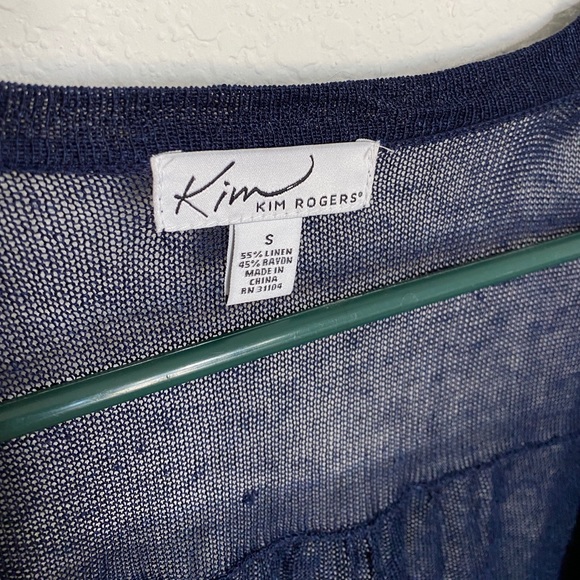 Kim
KIM ROGERS®
S
55% LINEN
45% RAYON
MADE IN
CHINA
RN 31104